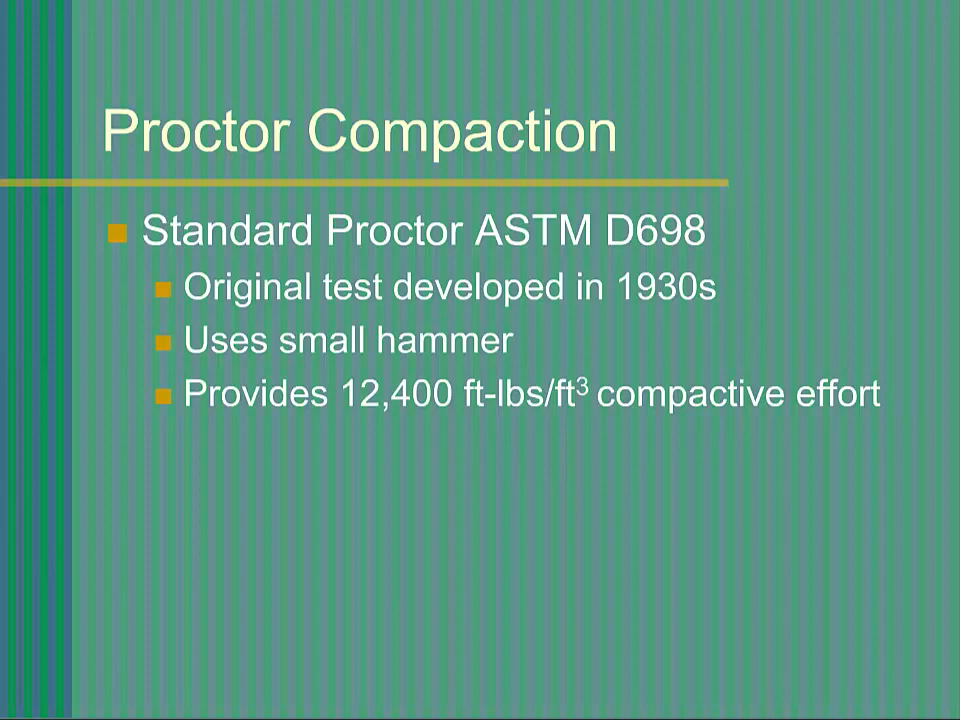 Proctor Compaction
Standard Proctor ASTM D698
Original test developed in 1930s
Uses small hammer
Provides 12,400 ft-lbs/ft³ compactive effort